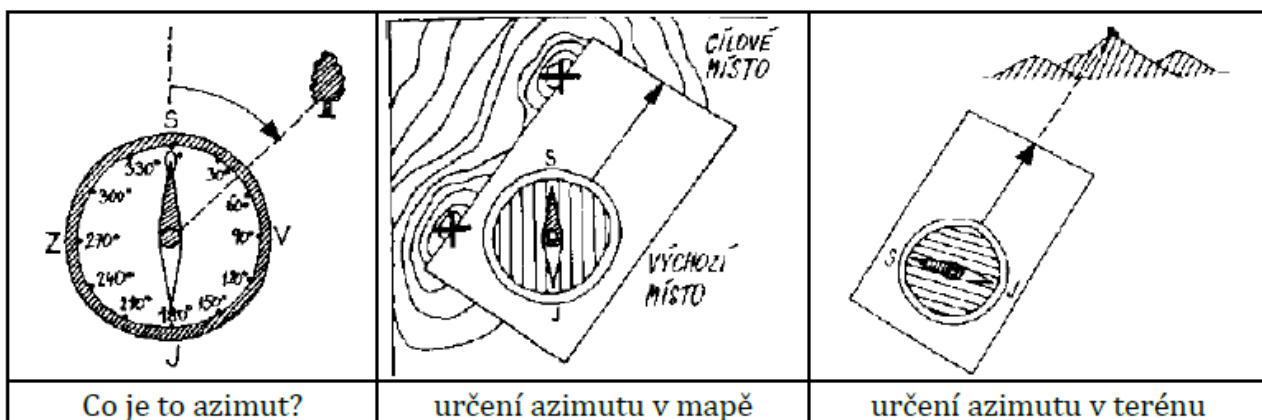 S
0°
30°
60°
90°
V
120°
150°
180°
J
210°
240°
Z
270°
300°
330°
CÍLOVÉ
MÍSTO
S
J
VÝCHOZÍ
MÍSTO
S
J
Co je to azimut?
určení azimutu v mapě
určení azimutu v terénu